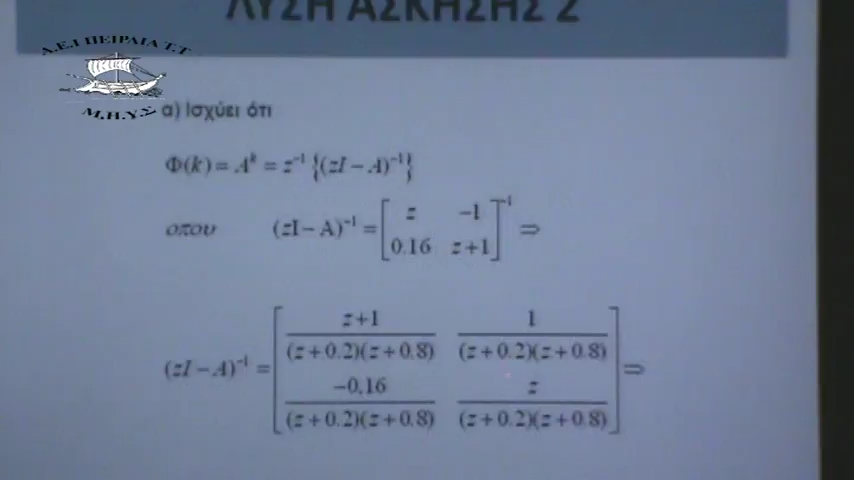 ΛΥΣΗ ΑΣΚΗΣΗΣ 2
Α.Ε.Ι ΠΕΙΡΑΙΑ Τ.Τ
Μ.Η.Υ.Σ
α) Ισχύει ότι
Φ(k) = A^k = z^-1 {(zI − A)^-1}
οπου (zI − A)^-1 = [z −1; 0.16 z+1]^-1 ⇒
(zI − A)^-1 = [(z+1)/((z+0.2)(z+0.8)) 1/((z+0.2)(z+0.8)); −0,16/((z+0.2)(z+0.8)) z/((z+0.2)(z+0.8))] ⇒